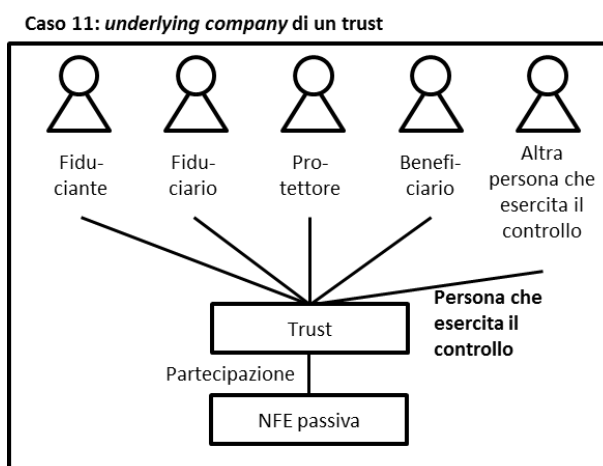 Caso 11: underlying company di un trust
Fidu-
ciante
Fidu-
ciario
Pro-
tettore
Benefi-
ciario
Altra
persona che
esercita il
controllo
Trust
Persona che
esercita il
controllo
Partecipazione
NFE passiva